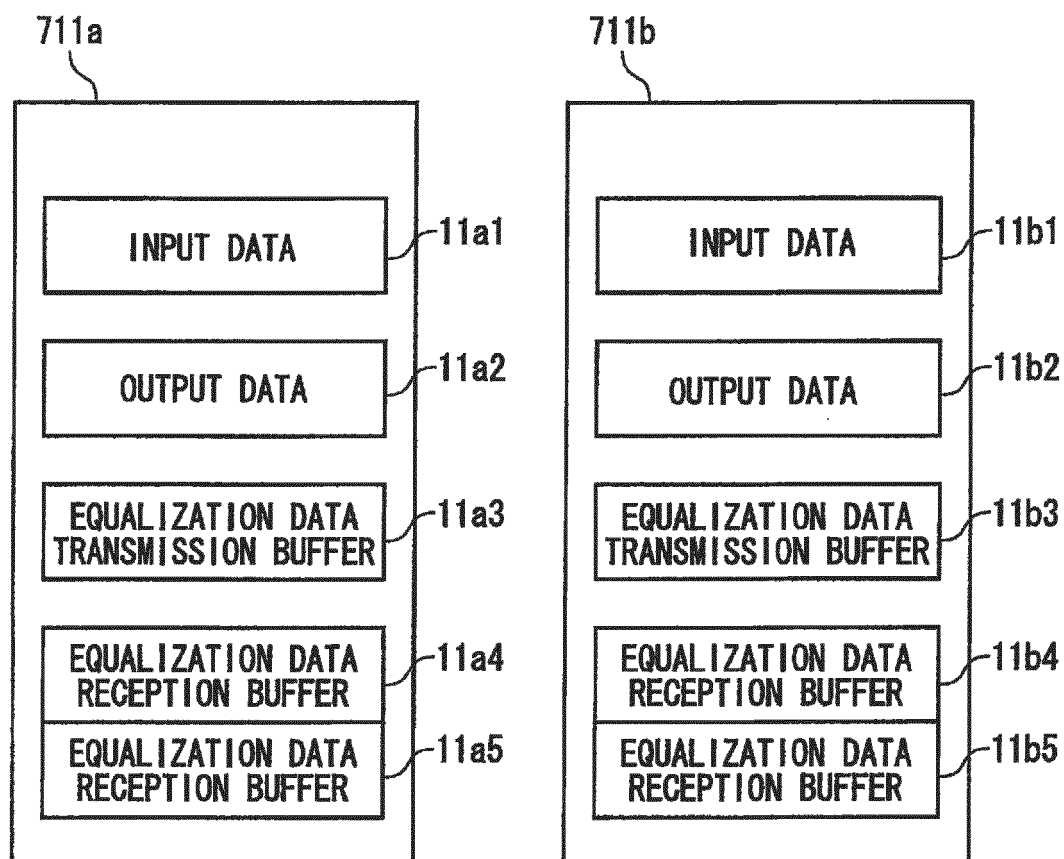 711a
INPUT DATA
11a1
OUTPUT DATA
11a2
EQUALIZATION DATA
TRANSMISSION BUFFER
11a3
EQUALIZATION DATA
RECEPTION BUFFER
11a4
EQUALIZATION DATA
RECEPTION BUFFER
11a5
711b
INPUT DATA
11b1
OUTPUT DATA
11b2
EQUALIZATION DATA
TRANSMISSION BUFFER
11b3
EQUALIZATION DATA
RECEPTION BUFFER
11b4
EQUALIZATION DATA
RECEPTION BUFFER
11b5